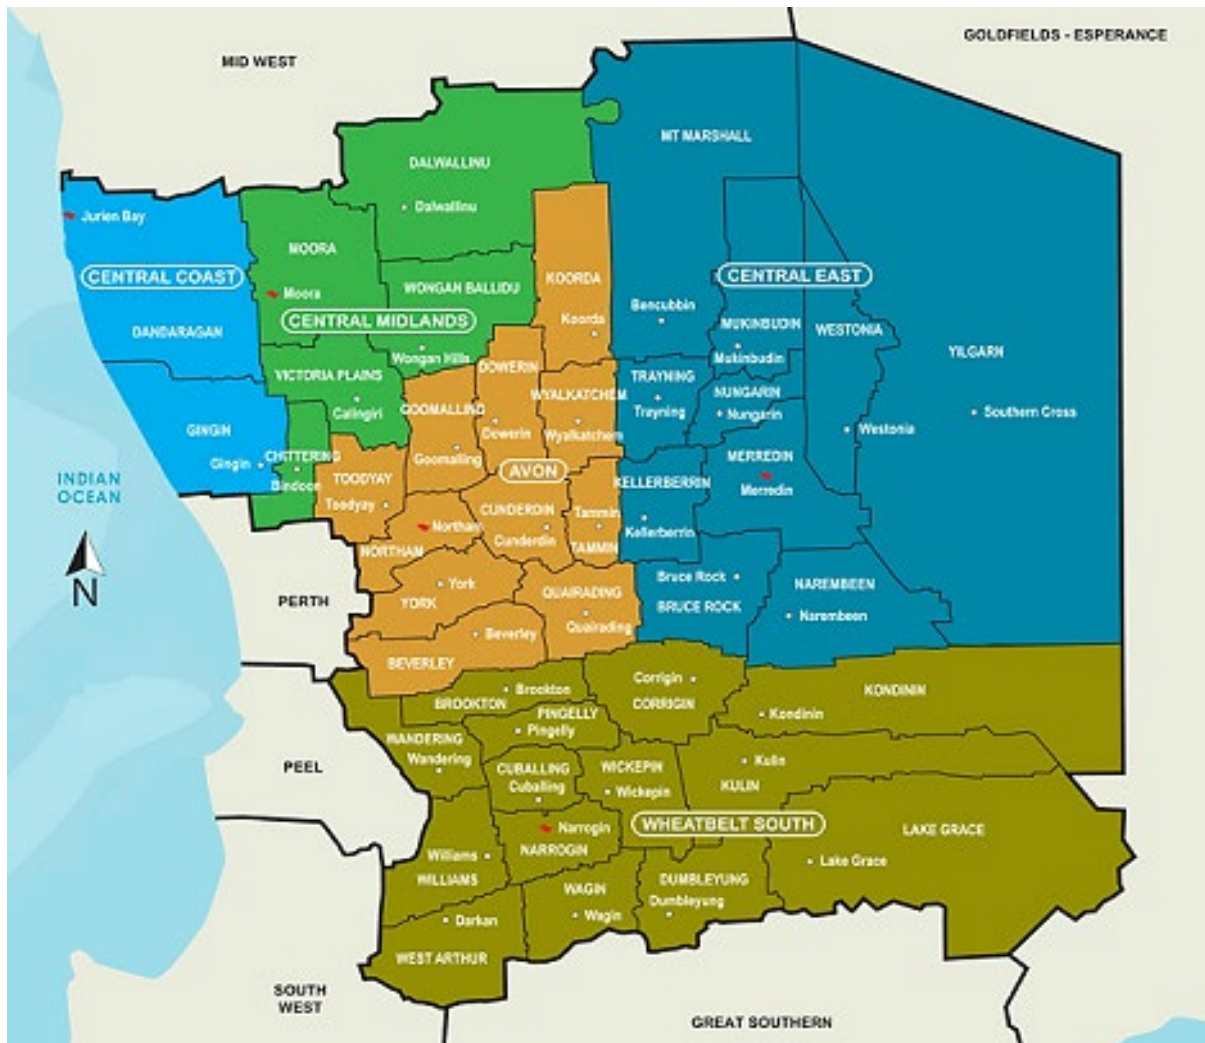 GOLDFIELDS - ESPERANCE
MID WEST
MT MARSHALL
DALWALLINU
Dalwallinu
Jurien Bay
MOORA
CENTRAL COAST
CENTRAL EAST
KOORDA
WONGAN BALLIDU
Moora
Bencubbin
CENTRAL MIDLANDS
Koorda
MUKINBUDIN
WESTONIA
DANDARAGAN
YILGARN
Wongan Hills
Mukinbudin
DOWERIN
VICTORIA PLAINS
TRAYNING
NUNGARIN
WYALKATCHEM
GOOMALLING
Calingiri
Trayning
Nungarin
Southern Cross
GINGIN
Dowerin
Wyalkatchem
Westonia
CHITTERING
Gingin
Goomalling
MERREDIN
AVON
INDIAN
OCEAN
Bindoon
TOODYAY
KELLERBERRIN
Merredin
Toodyay
CUNDERDIN
Tammin
Northam
Kellerberrin
Cunderdin
NORTHAM
TAMMIN
N
Bruce Rock
York
NAREMBEEN
QUAIRADING
PERTH
YORK
BRUCE ROCK
Narembeen
Quairading
Beverley
BEVERLEY
Corrigin
Brookton
KONDININ
BROOKTON
CORRIGIN
PINGELLY
Kondinin
Pingelly
WANDERING
Wandering
Kulin
PEEL
CUBALLING
WICKEPIN
Cuballing
KULIN
Wickepin
WHEATBELT SOUTH
Narrogin
LAKE GRACE
NARROGIN
Williams
Lake Grace
WILLIAMS
DUMBLEYUNG
WAGIN
Dumbleyung
Wagin
Darkan
WEST ARTHUR
SOUTH
WEST
GREAT SOUTHERN